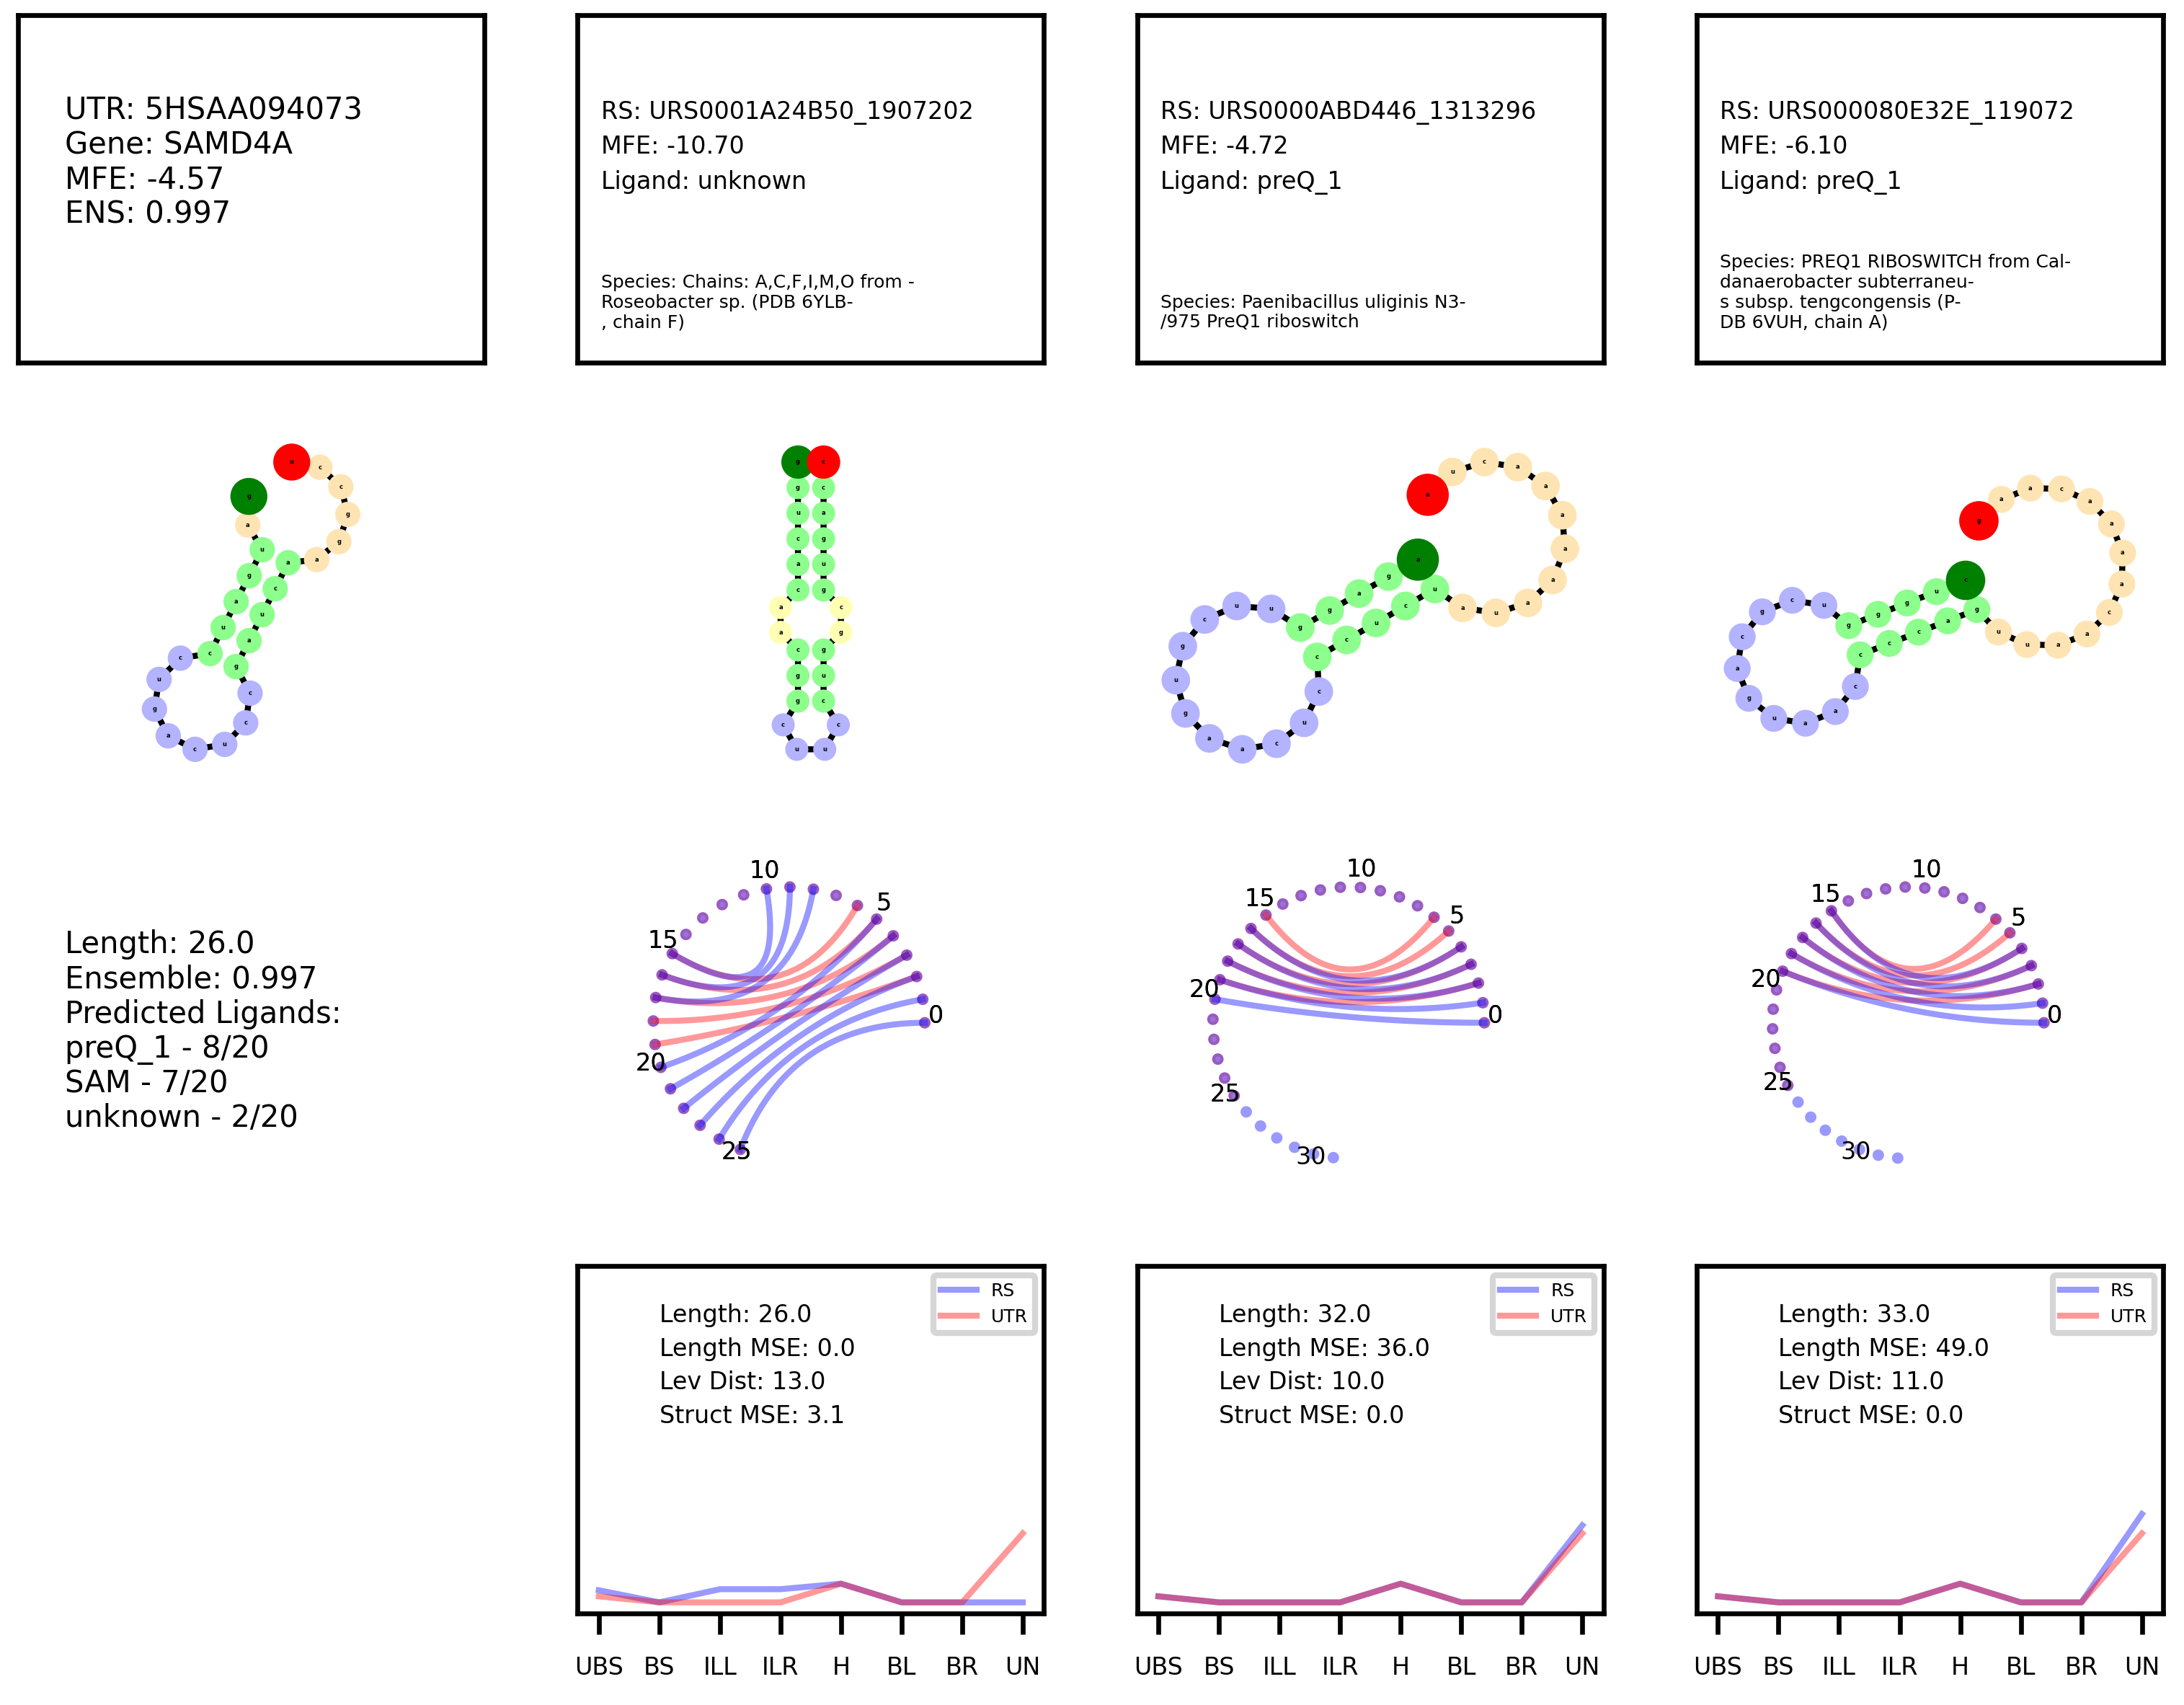 UTR: 5HSAA094073
Gene: SAMD4A
MFE: -4.57
ENS: 0.997
RS: URS0001A24B50_1907202
MFE: -10.70
Ligand: unknown
Species: Chains: A,C,F,I,M,O from -
Roseobacter sp. (PDB 6YLB-
, chain F)
RS: URS0000ABD446_1313296
MFE: -4.72
Ligand: preQ_1
Species: Paenibacillus uliginis N3-
/975 PreQ1 riboswitch
RS: URS000080E32E_119072
MFE: -6.10
Ligand: preQ_1
Species: PREQ1 RIBOSWITCH from Cal-
danaerobacter subterraneu-
s subsp. tengcongensis (P-
DB 6VUH, chain A)
Length: 26.0
Ensemble: 0.997
Predicted Ligands:
preQ_1 - 8/20
SAM - 7/20
unknown - 2/20
0
5
10
15
20
25
0
5
10
15
20
25
30
0
5
10
15
20
25
30
RS
UTR
Length: 26.0
Length MSE: 0.0
Lev Dist: 13.0
Struct MSE: 3.1
UBS BS ILL ILR H BL BR UN
RS
UTR
Length: 32.0
Length MSE: 36.0
Lev Dist: 10.0
Struct MSE: 0.0
UBS BS ILL ILR H BL BR UN
RS
UTR
Length: 33.0
Length MSE: 49.0
Lev Dist: 11.0
Struct MSE: 0.0
UBS BS ILL ILR H BL BR UN